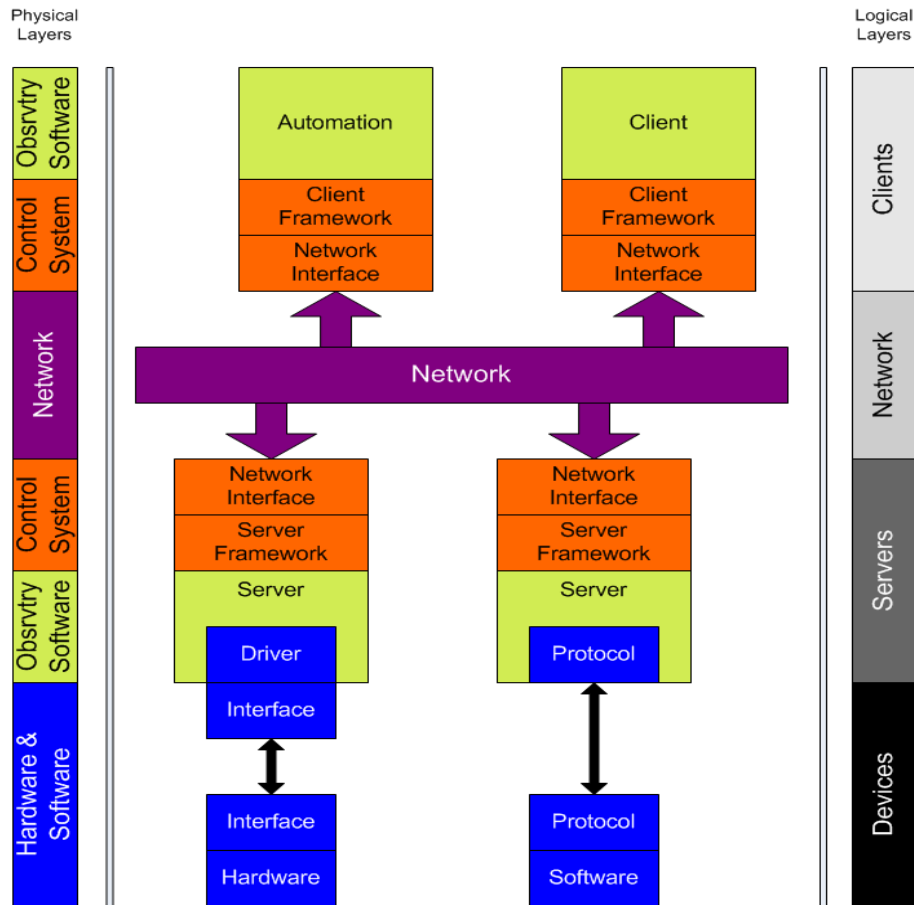 Physical
Layers
Logical
Layers
Obsrvtry
Software
Control
System
Network
Control
System
Obsrvtry
Software
Hardware &
Software
Automation
Client
Framework
Network
Interface
Client
Client
Framework
Network
Interface
Network
Network
Interface
Server
Framework
Server
Driver
Interface
Interface
Hardware
Network
Interface
Server
Framework
Server
Protocol
Protocol
Software
Clients
Network
Servers
Devices